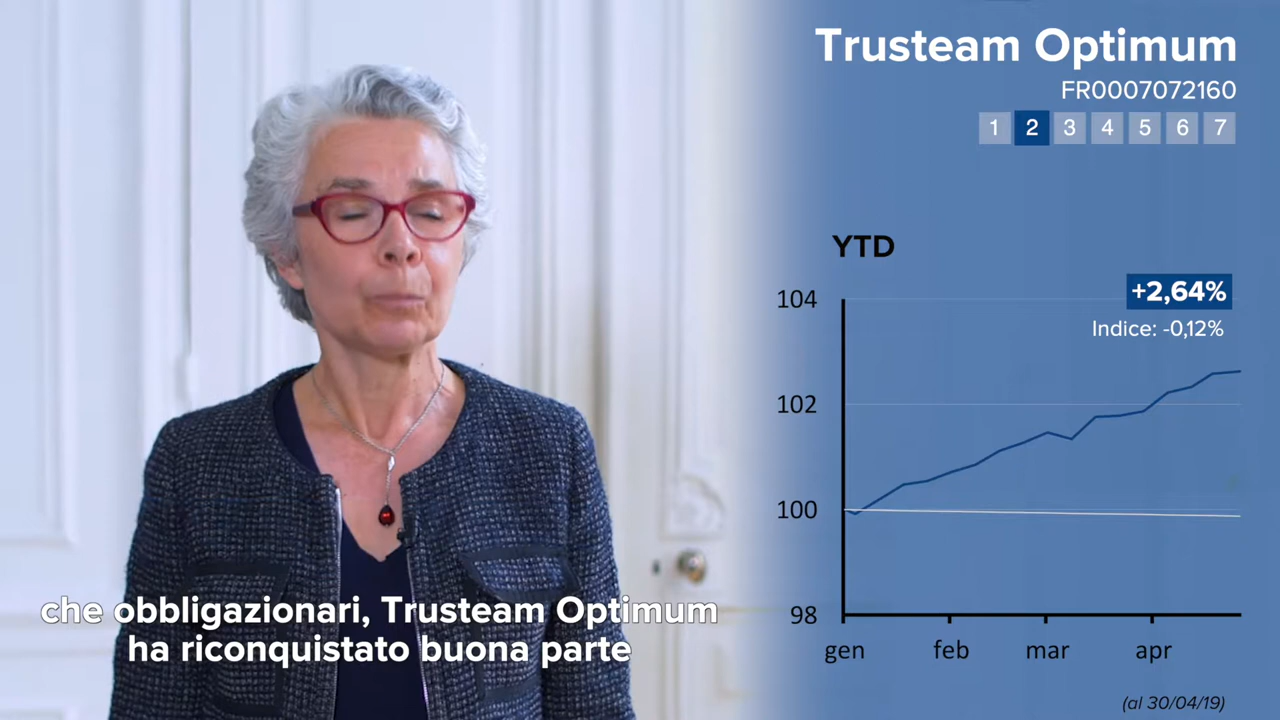 Trusteam Optimum
FR0007072160
1 2 3 4 5 6 7
YTD
+2,64%
Indice: -0,12%
104
102
100
98
gen feb mar apr
(al 30/04/19)
che obbligazionari, Trusteam Optimum
ha riconquistato buona parte